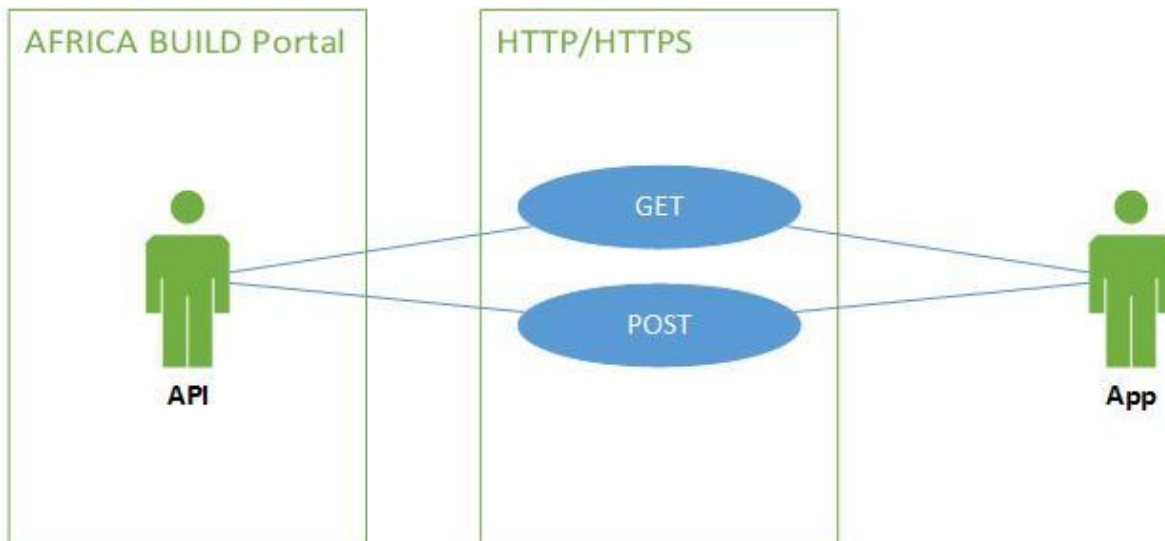 AFRICA BUILD Portal
HTTP/HTTPS
GET
POST
API
App